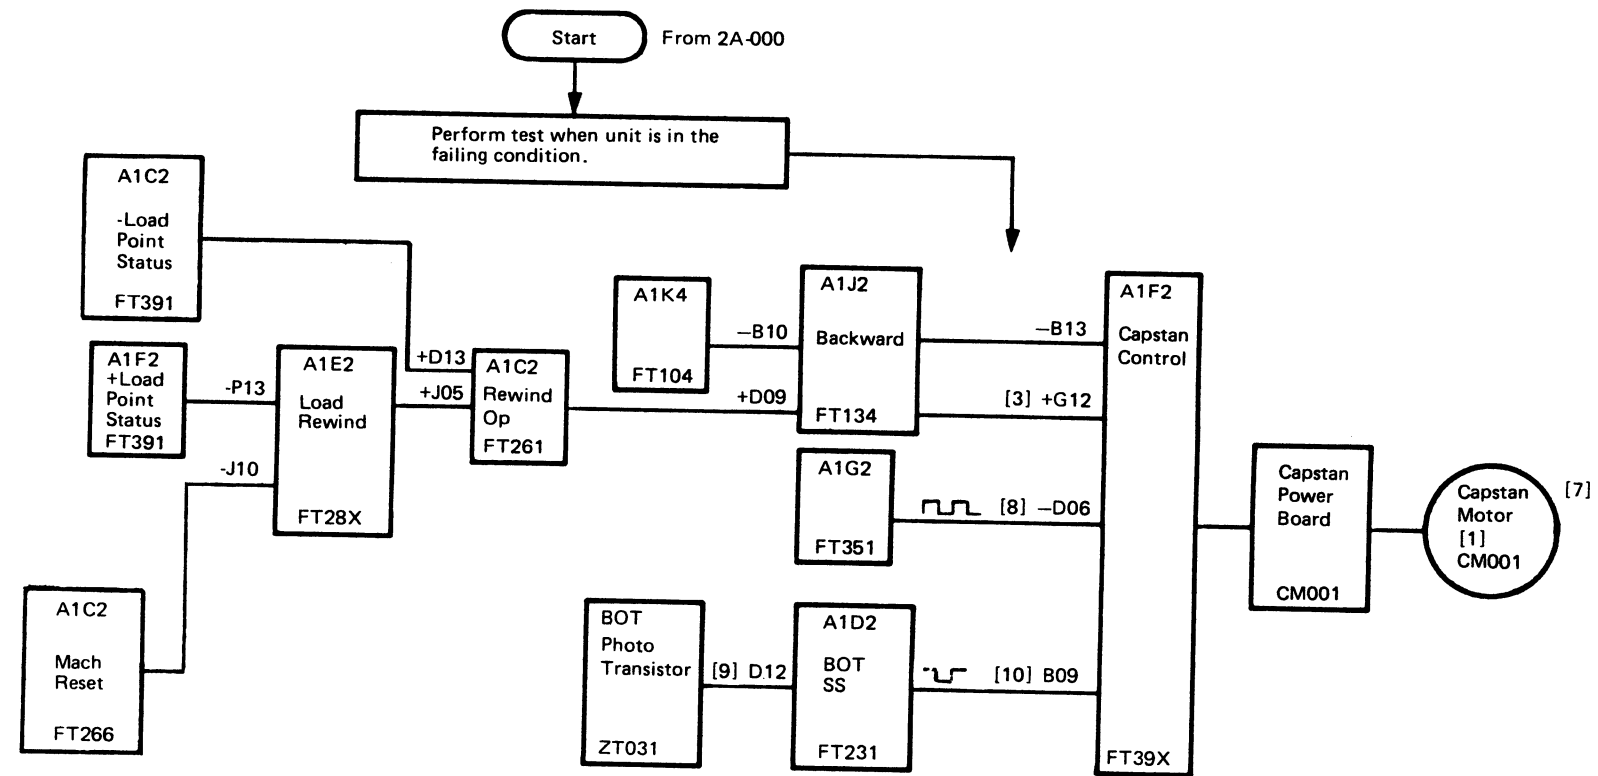 Start
From 2A-000
Perform test when unit is in the
failing condition.
A1C2
-Load
Point
Status
FT391
A1F2
+Load
Point
Status
FT391
-P13
-J10
A1C2
Mach
Reset
FT266
A1E2
Load
Rewind
FT28X
+D13
+J05
A1C2
Rewind
Op
FT261
A1K4
FT104
—B10
+D09
A1J2
Backward
FT134
—B13
[3] +G12
A1G2
FT351
[8] —D06
BOT
Photo
Transistor
ZT031
[9] D.12
A1D2
BOT
SS
FT231
[10] B09
A1F2
Capstan
Control
FT39X
Capstan
Power
Board
CM001
Capstan
Motor
[1]
CM001
[7]